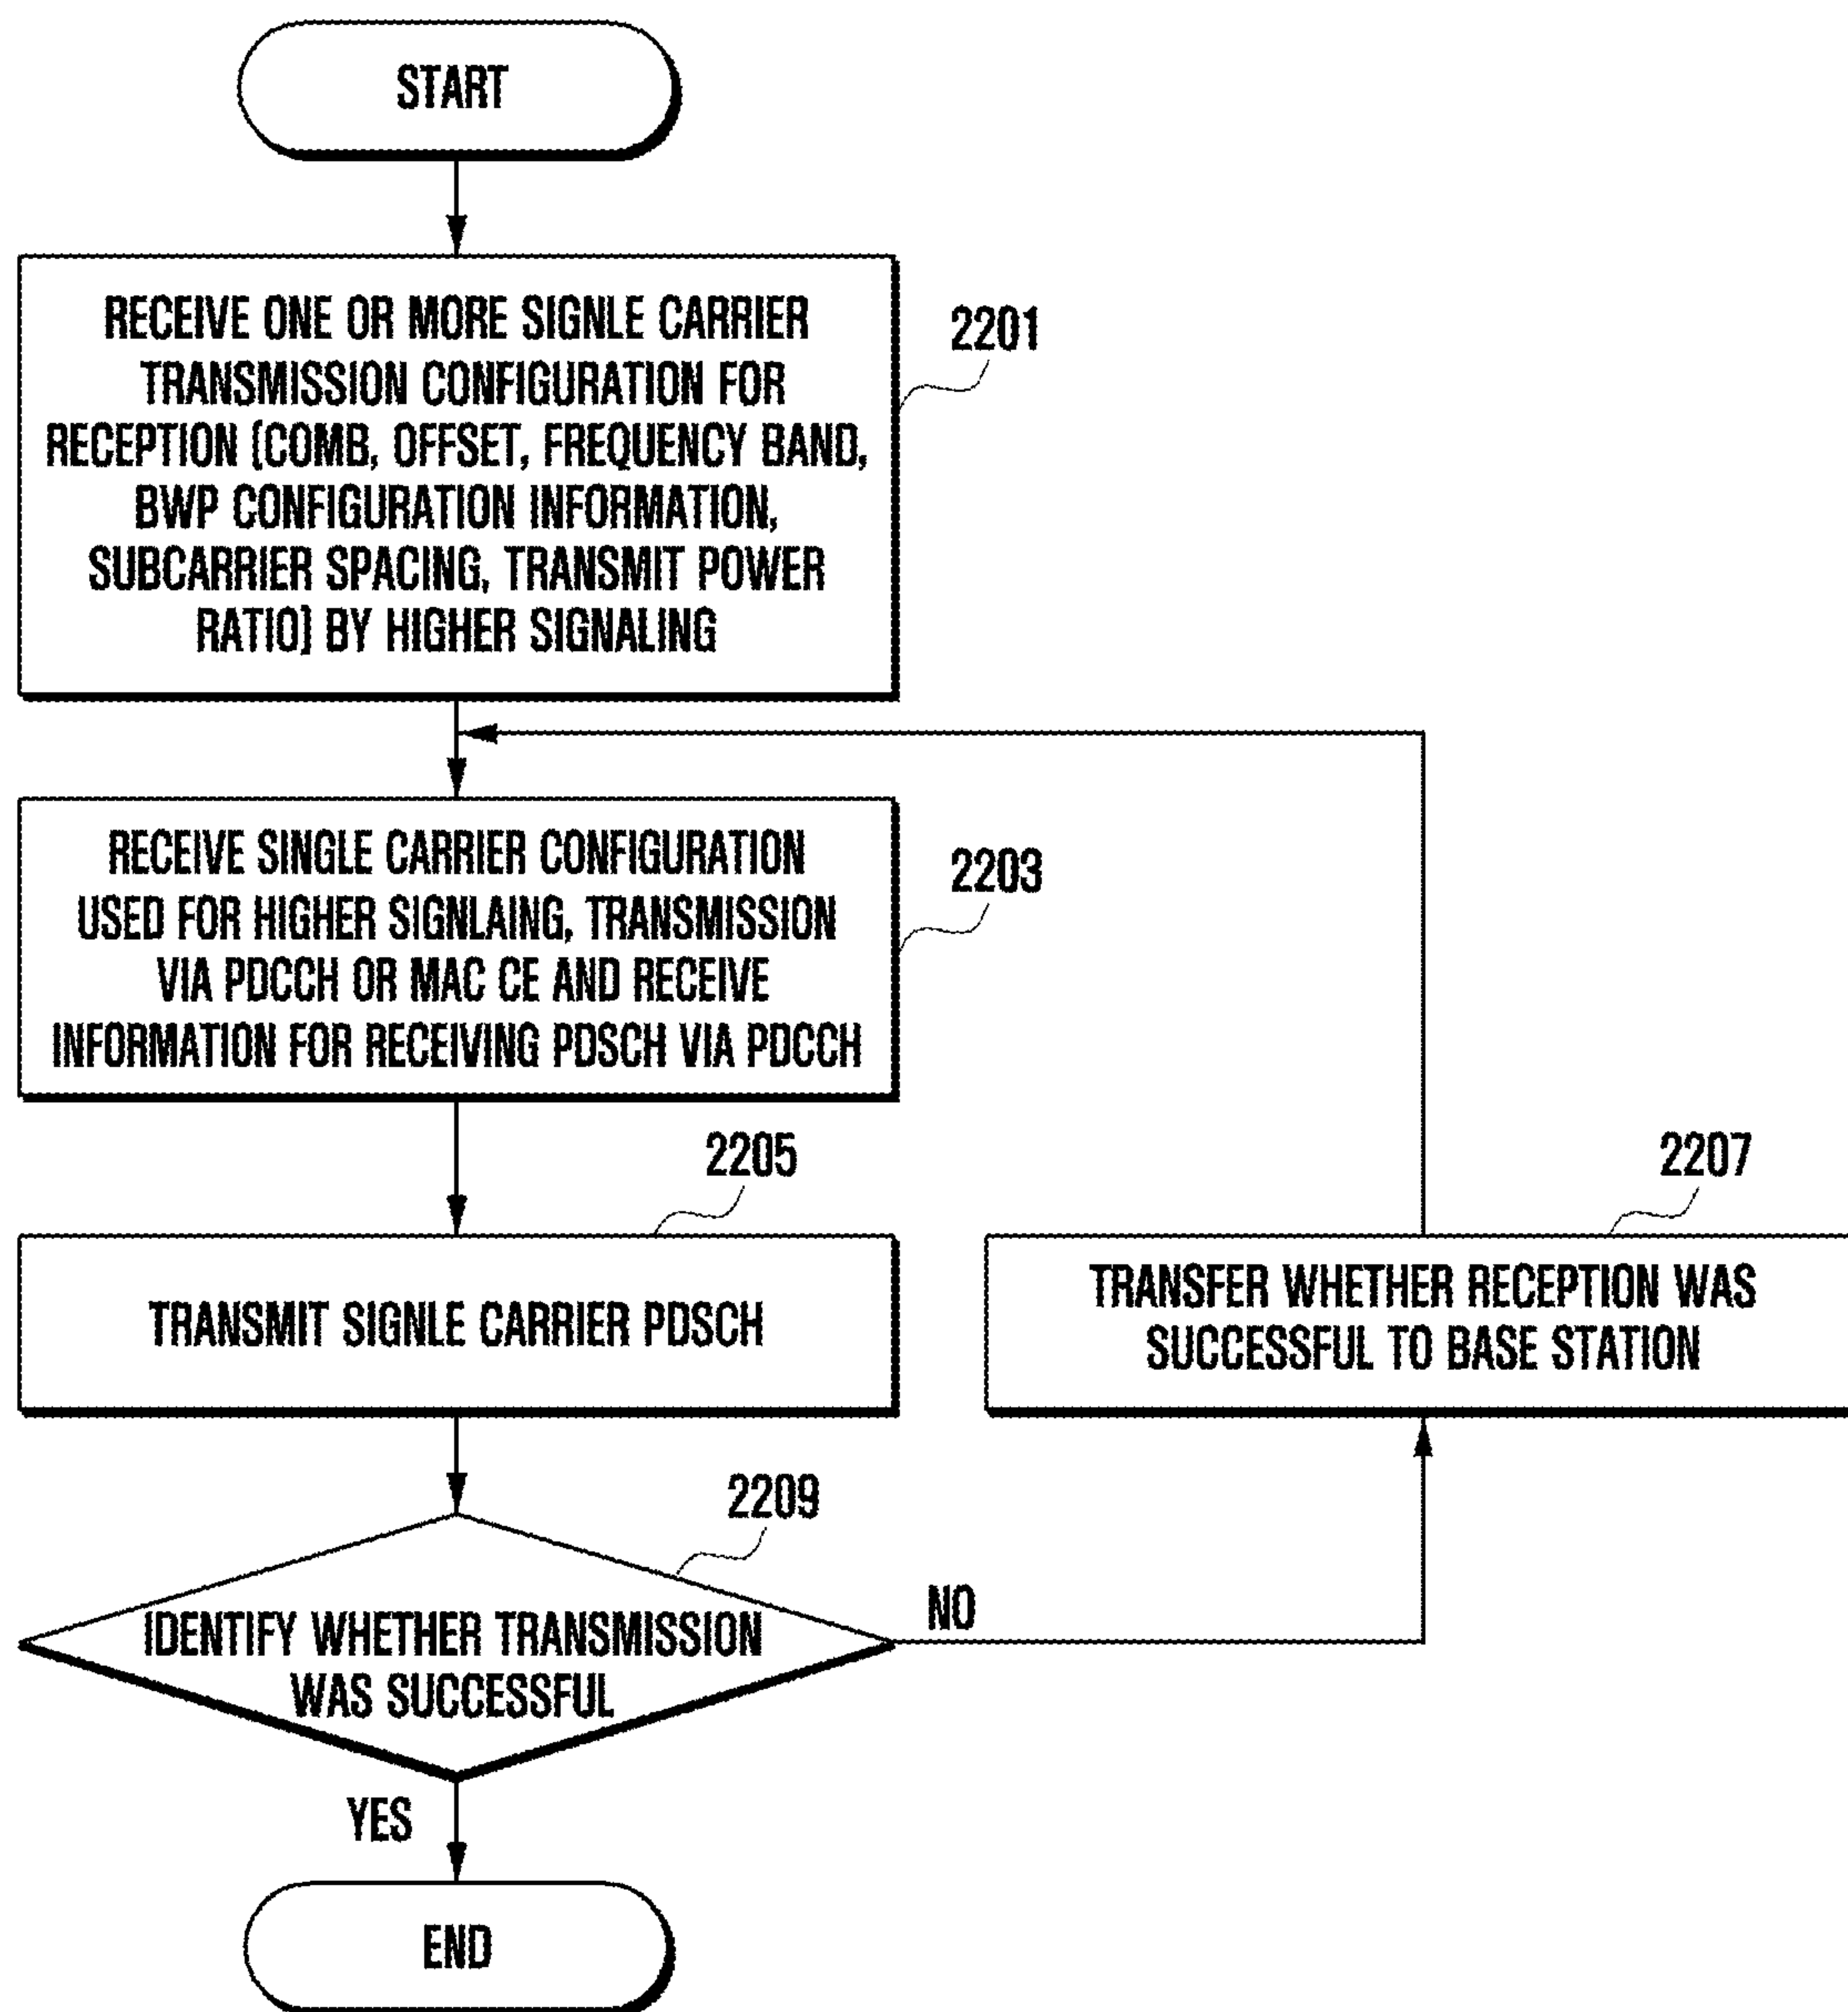 START
RECEIVE ONE OR MORE SIGNLE CARRIER
TRANSMISSION CONFIGURATION FOR
RECEPTION (COMB, OFFSET, FREQUENCY BAND,
BWP CONFIGURATION INFORMATION,
SUBCARRIER SPACING, TRANSMIT POWER
RATIO) BY HIGHER SIGNALING
2201
RECEIVE SINGLE CARRIER CONFIGURATION
USED FOR HIGHER SIGNLAING, TRANSMISSION
VIA PDCCH OR MAC CE AND RECEIVE
INFORMATION FOR RECEIVING PDSCH VIA PDCCH
2203
2205
TRANSMIT SIGNLE CARRIER PDSCH
2207
TRANSFER WHETHER RECEPTION WAS
SUCCESSFUL TO BASE STATION
2209
IDENTIFY WHETHER TRANSMISSION
WAS SUCCESSFUL
NO
YES
END